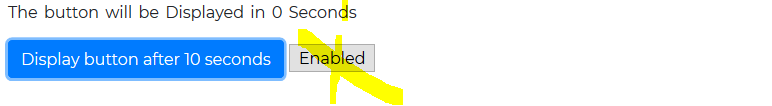 The button will be Displayed in 0 Seconds
Display button after 10 seconds Enabled